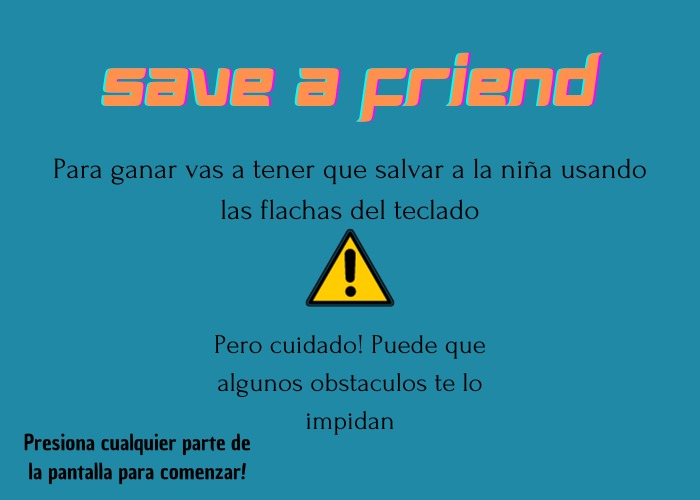 save a friend
Para ganar vas a tener que salvar a la niña usando
las flachas del teclado
Pero cuidado! Puede que
algunos obstaculos te lo
impidan
Presiona cualquier parte de
la pantalla para comenzar!